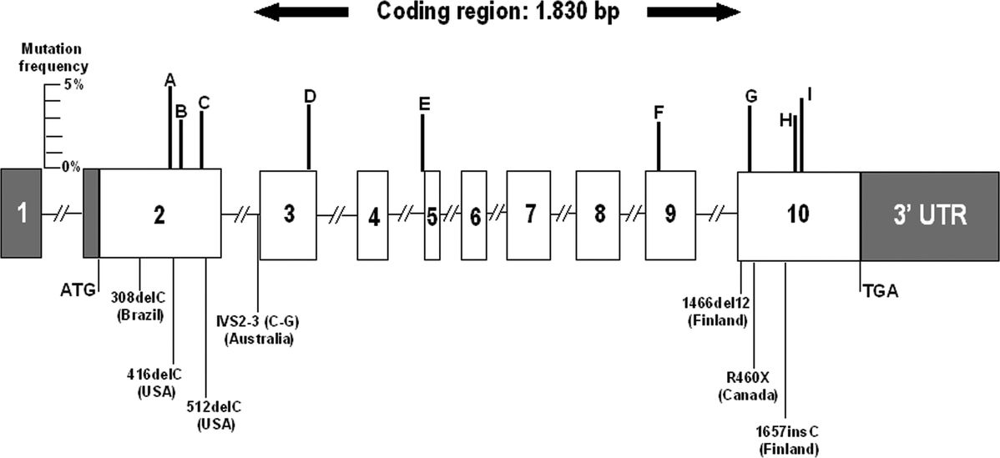 Coding region: 1.830 bp
Mutation
frequency
5%
0%
A
B
C
D
E
F
G
H
I
1
2
3
4
5
6
7
8
9
10
3' UTR
ATG
TGA
308delC
(Brazil)
416delC
(USA)
512delC
(USA)
IVS2-3 (C-G)
(Australia)
1466del12
(Finland)
R460X
(Canada)
1657insC
(Finland)